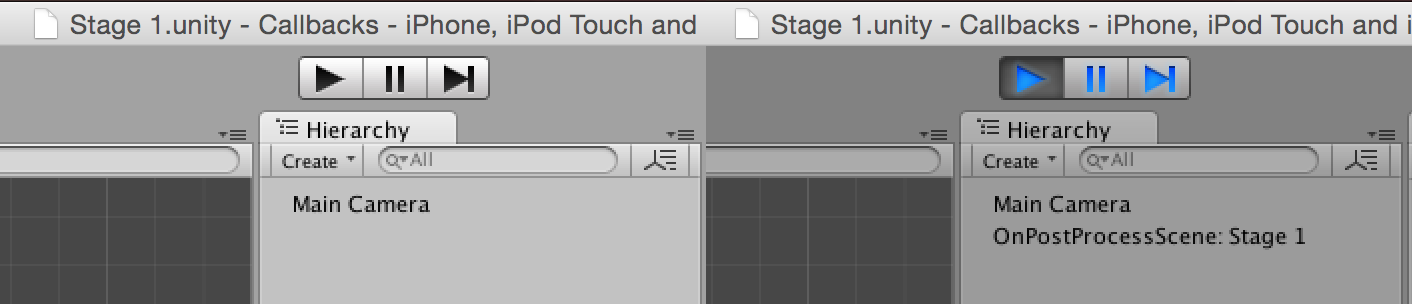 Stage 1.unity - Callbacks - iPhone, iPod Touch and
Hierarchy
Create
All
Main Camera
Stage 1.unity - Callbacks - iPhone, iPod Touch and i
Hierarchy
Create
All
Main Camera
OnPostProcessScene: Stage 1